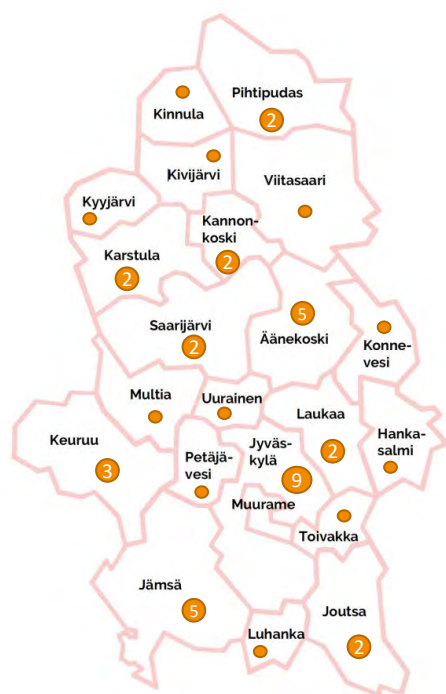 Pihtipudas
2
Kinnula
Kivijärvi
Viitasaari
Kyyjärvi
Kannon-
koski
2
Karstula
2
5
Äänekoski
Saarijärvi
2
Konne-
vesi
Multia
Uurainen
Laukaa
2
Hanka-
salmi
Keuruu
3
Petäjä-
vesi
Jyväs-
kylä
9
Muurame
Toivakka
Jämsä
5
Luhanka
Joutsa
2